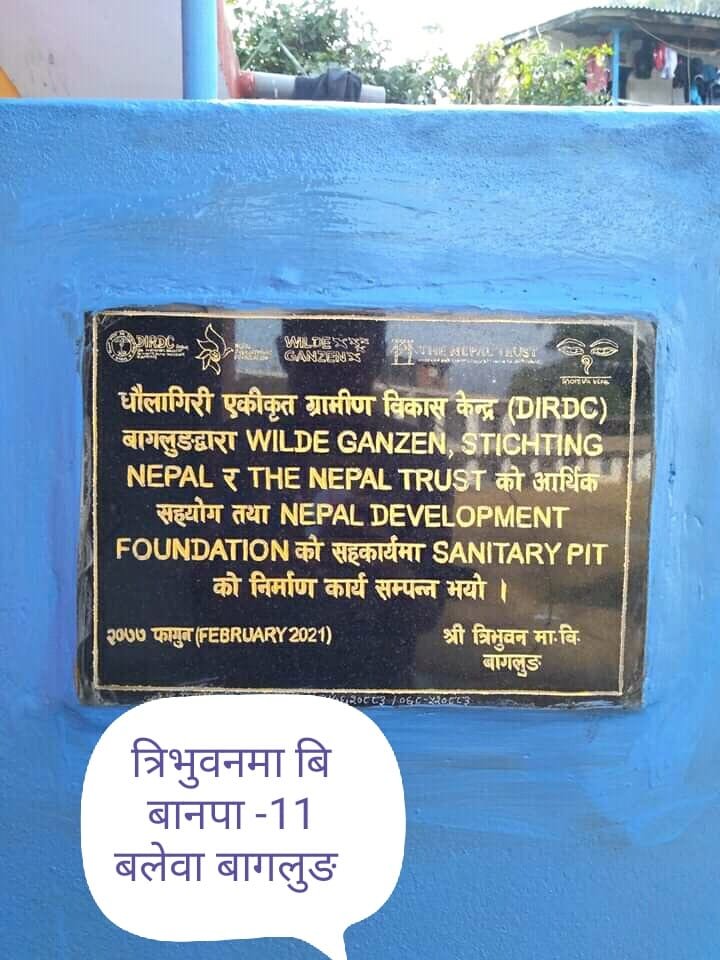 DIRDC
WILDE
GANZEN
THE NEPAL TRUST
धौलागिरी एकीकृत ग्रामीण विकास केन्द्र (DIRDC)
बागलुङद्वारा WILDE GANZEN, STICHTING
NEPAL र THE NEPAL TRUST को आर्थिक
सहयोग तथा NEPAL DEVELOPMENT
FOUNDATION को सहकार्यमा SANITARY PIT
को निर्माण कार्य सम्पन्न भयो ।
२०७७ फागुन (FEBRUARY 2021)
श्री त्रिभुवन मा.वि.
बागलुङ
त्रिभुवनमा बि
बानपा -11
बलेवा बागलुङ